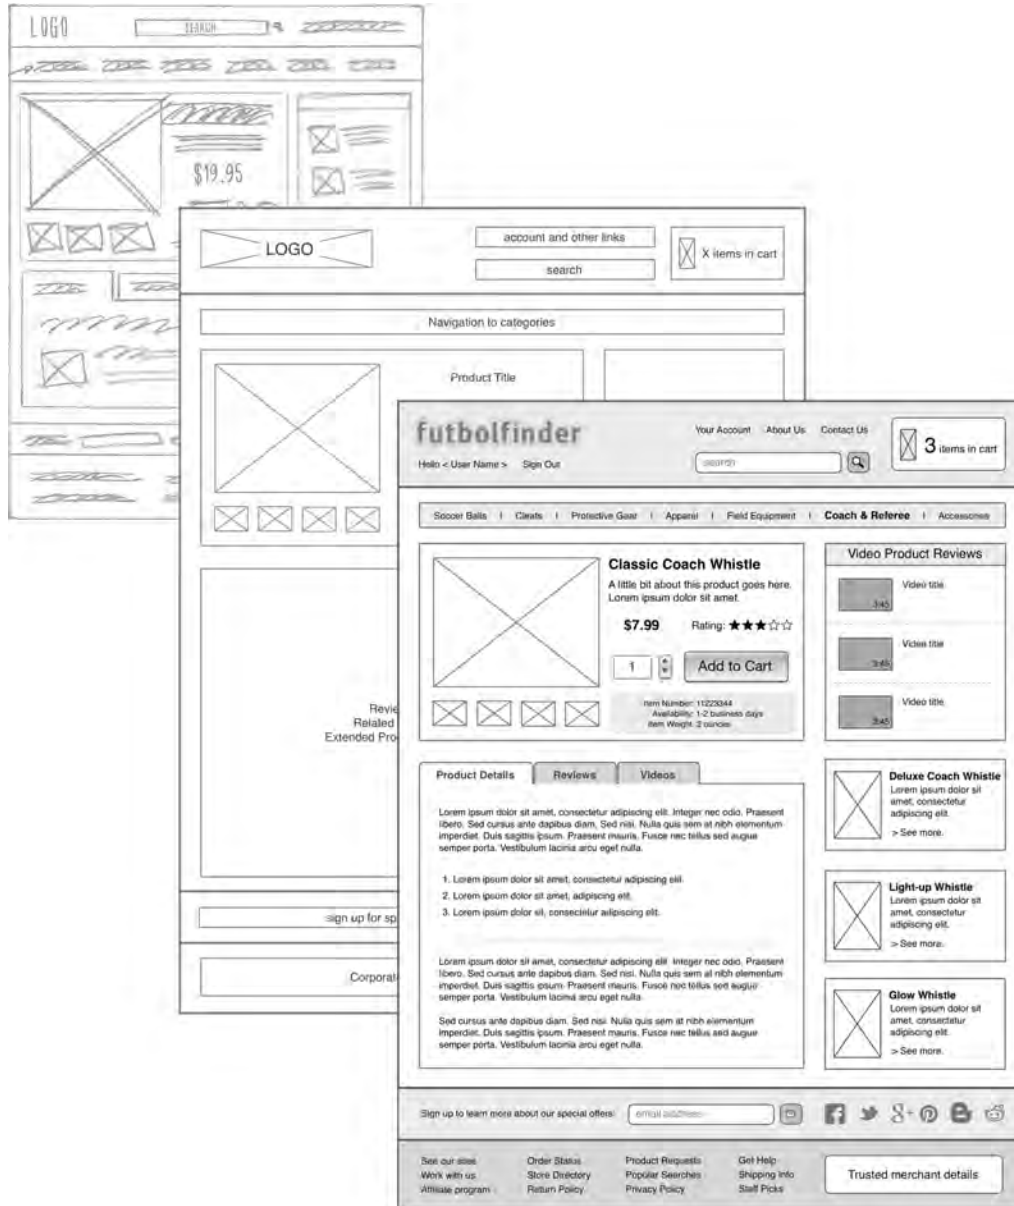 LOGO
SEARCH
$19.95
LOGO
account and other links
search
X items in cart
Navigation to categories
Product Title
Revie
Related
Extended Pro
sign up for sp
Corporat
futbolfinder
Hello < User Name > Sign Out
Your Account About Us Contact Us
search
3 items in cart
Soccer Balls | Cleats | Protective Gear | Apparel | Field Equipment | Coach & Referee | Accessories
Classic Coach Whistle
A little bit about this product goes here.
Lorem ipsum dolor sit amet.
$7.99 Rating: ★★★☆☆
1 Add to Cart
Item Number: 11223344
Availability: 1-2 business days
Item Weight: 2 ounces
Video Product Reviews
Video title
3:45
Video title
3:45
Video title
3:45
Product Details Reviews Videos
Lorem ipsum dolor sit amet, consectetur adipiscing elit. Integer nec odio. Praesent
libero. Sed cursus ante dapibus diam. Sed nisi. Nulla quis sem at nibh elementum
imperdiet. Duis sagittis ipsum. Praesent mauris. Fusce nec tellus sed augue
semper porta. Vestibulum lacinia arcu eget nulla.
1. Lorem ipsum dolor sit amet, consectetur adipiscing elit.
2. Lorem ipsum dolor sit amet, adipiscing elit.
3. Lorem ipsum dolor sit, consectetur adipiscing elit.
Lorem ipsum dolor sit amet, consectetur adipiscing elit. Integer nec odio. Praesent
libero. Sed cursus ante dapibus diam. Sed nisi. Nulla quis sem at nibh elementum
imperdiet. Duis sagittis ipsum. Praesent mauris. Fusce nec tellus sed augue
semper porta. Vestibulum lacinia arcu eget nulla.
Sed cursus ante dapibus diam. Sed nisi. Nulla quis sem at nibh elementum
imperdiet. Duis sagittis ipsum. Praesent mauris. Fusce nec tellus sed augue
semper porta. Vestibulum lacinia arcu eget nulla.
Deluxe Coach Whistle
Lorem ipsum dolor sit
amet, consectetur
adipiscing elit.
> See more.
Light-up Whistle
Lorem ipsum dolor sit
amet, consectetur
adipiscing elit.
> See more.
Glow Whistle
Lorem ipsum dolor sit
amet, consectetur
adipiscing elit.
> See more.
Sign up to learn more about our special offers: email address
See our sites
Work with us
Affiliate program
Order Status
Store Directory
Return Policy
Product Requests
Popular Searches
Privacy Policy
Get Help
Shipping Info
Staff Picks
Trusted merchant details